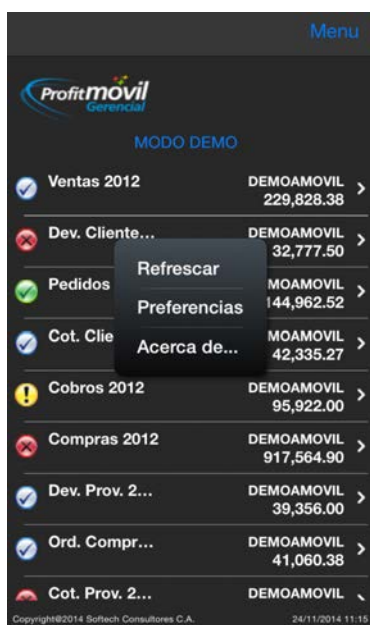 Menu
Profitmóvil
Gerencial
MODO DEMO
Ventas 2012
DEMOAMOVIL
229,828.38
Dev. Cliente...
DEMOAMOVIL
32,777.50
Pedidos
MOAMOVIL
144,962.52
Cot. Clie
MOAMOVIL
42,335.27
Refrescar
Preferencias
Acerca de...
Cobros 2012
DEMOAMOVIL
95,922.00
Compras 2012
DEMOAMOVIL
917,564.90
Dev. Prov. 2...
DEMOAMOVIL
39,356.00
Ord. Compr...
DEMOAMOVIL
41,060.38
Cot. Prov. 2...
DEMOAMOVIL
Copyright©2014 Softech Consultores C.A.
24/11/2014 11:15